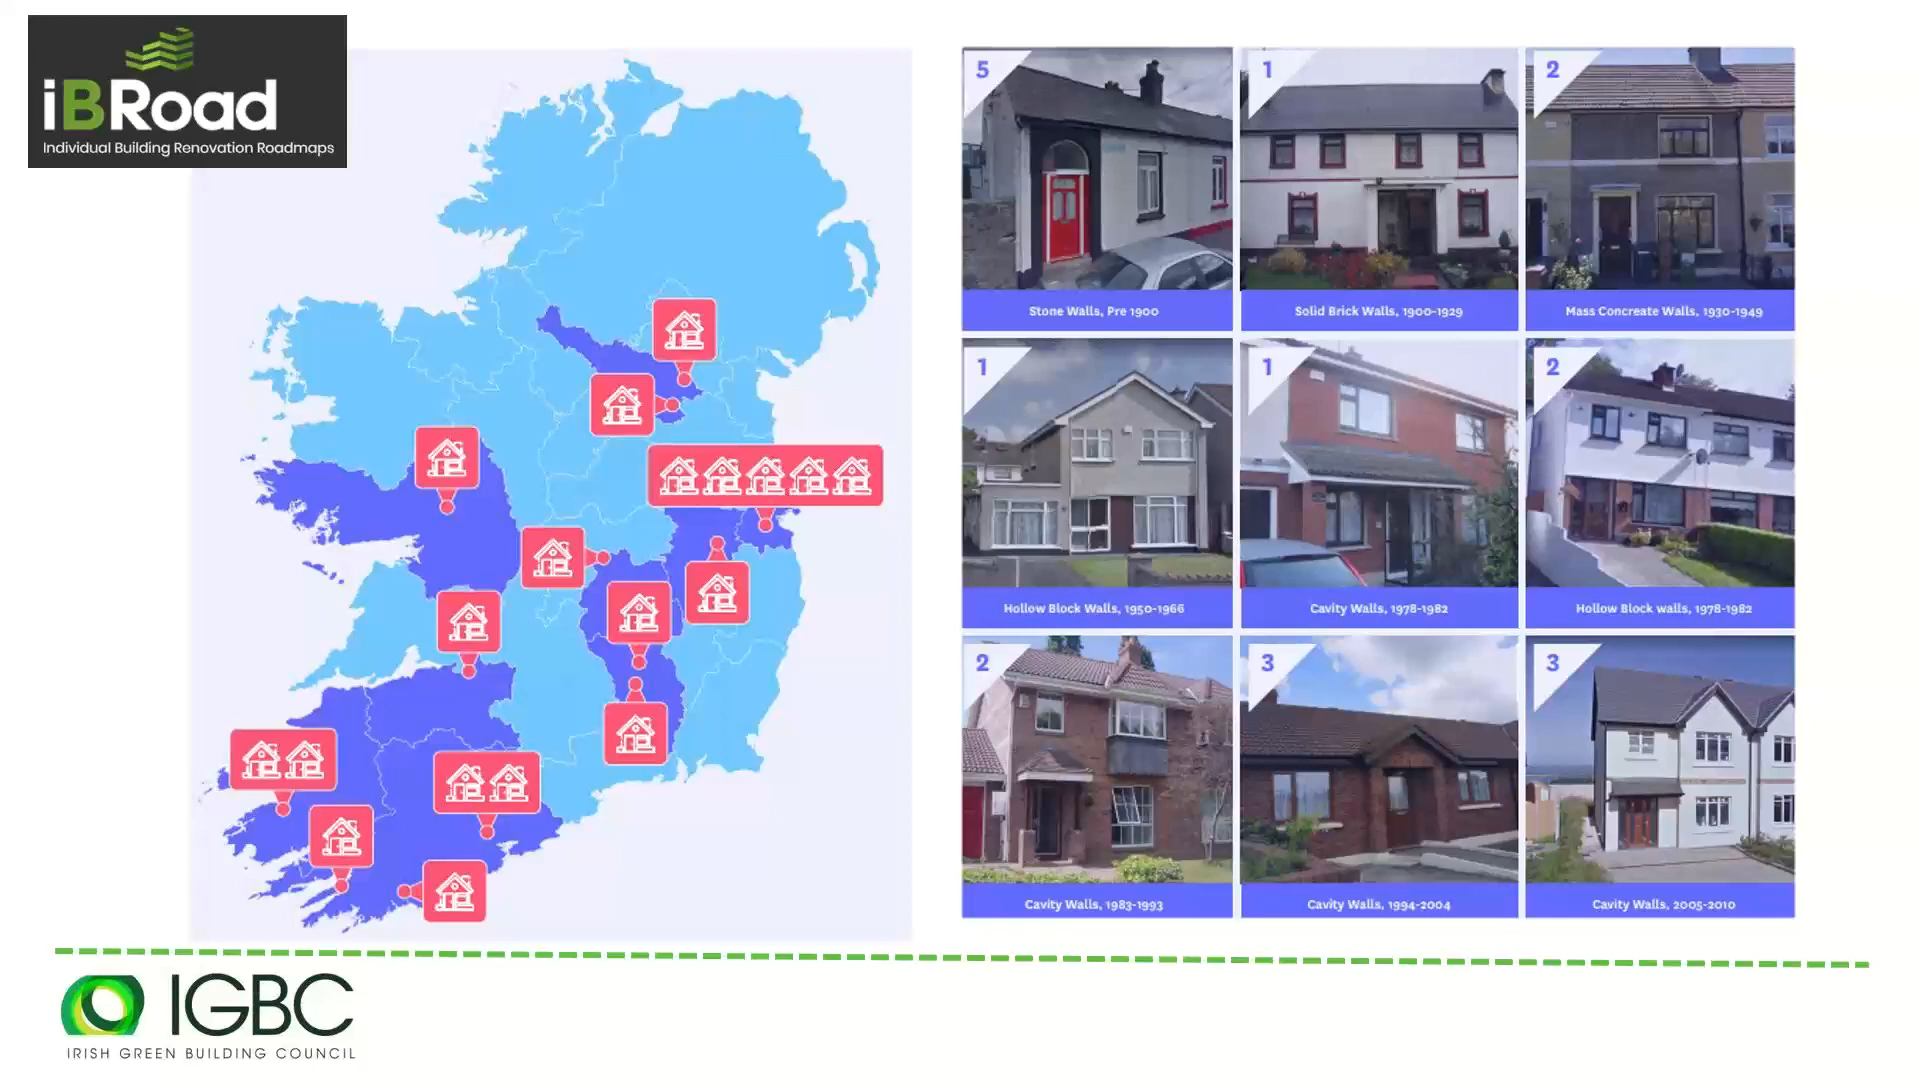 iBRoad
Individual Building Renovation Roadmaps
5
1
2
Stone Walls, Pre 1900
Solid Brick Walls, 1900-1929
Mass Concreate Walls, 1930-1949
1
1
2
Hollow Block Walls, 1950-1966
Cavity Walls, 1978-1982
Hollow Block walls, 1978-1982
2
3
3
Cavity Walls, 1983-1993
Cavity Walls, 1994-2004
Cavity Walls, 2005-2010
IGBC
IRISH GREEN BUILDING COUNCIL